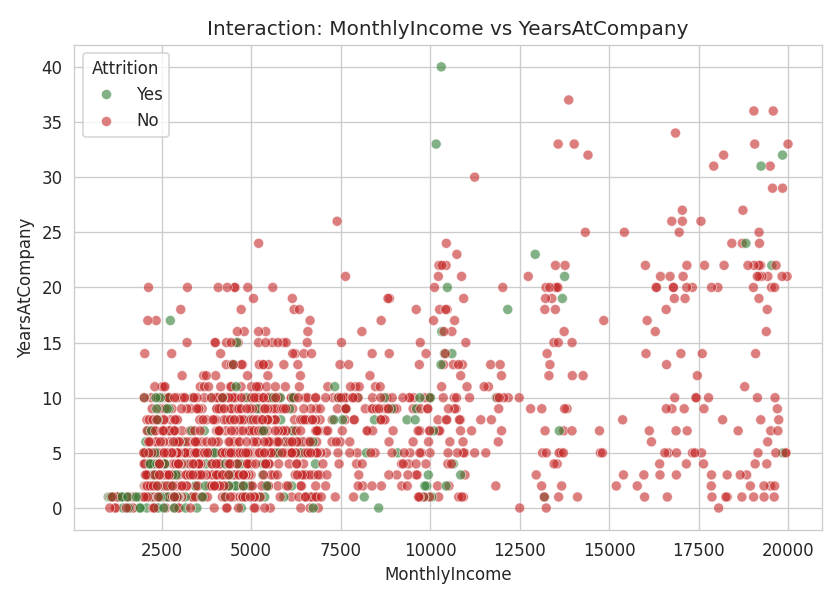 Interaction: MonthlyIncome vs YearsAtCompany
Attrition
Yes
No
40
35
30
25
20
15
10
5
0
YearsAtCompany
2500 5000 7500 10000 12500 15000 17500 20000
MonthlyIncome